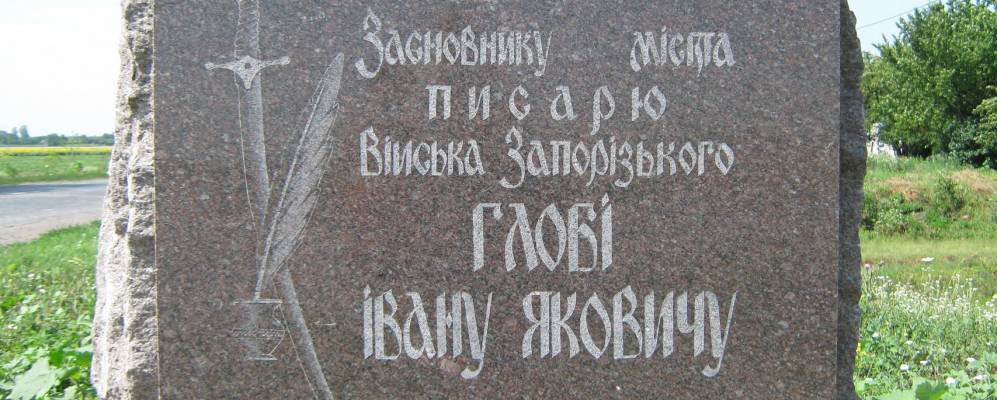 Засновнику міста
писарю
Війська Запорізького
ГЛОБІ
ІВАНУ ЯКОВИЧУ